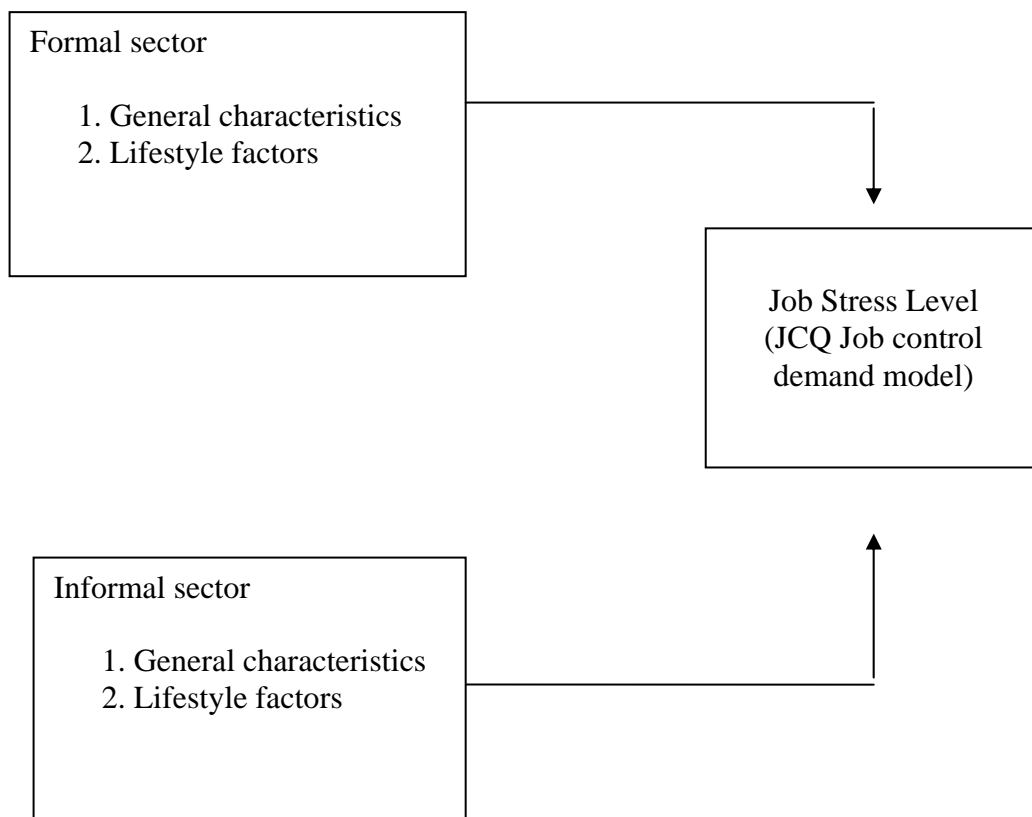 Formal sector
1. General characteristics
2. Lifestyle factors
Job Stress Level
(JCQ Job control
demand model)
Informal sector
1. General characteristics
2. Lifestyle factors